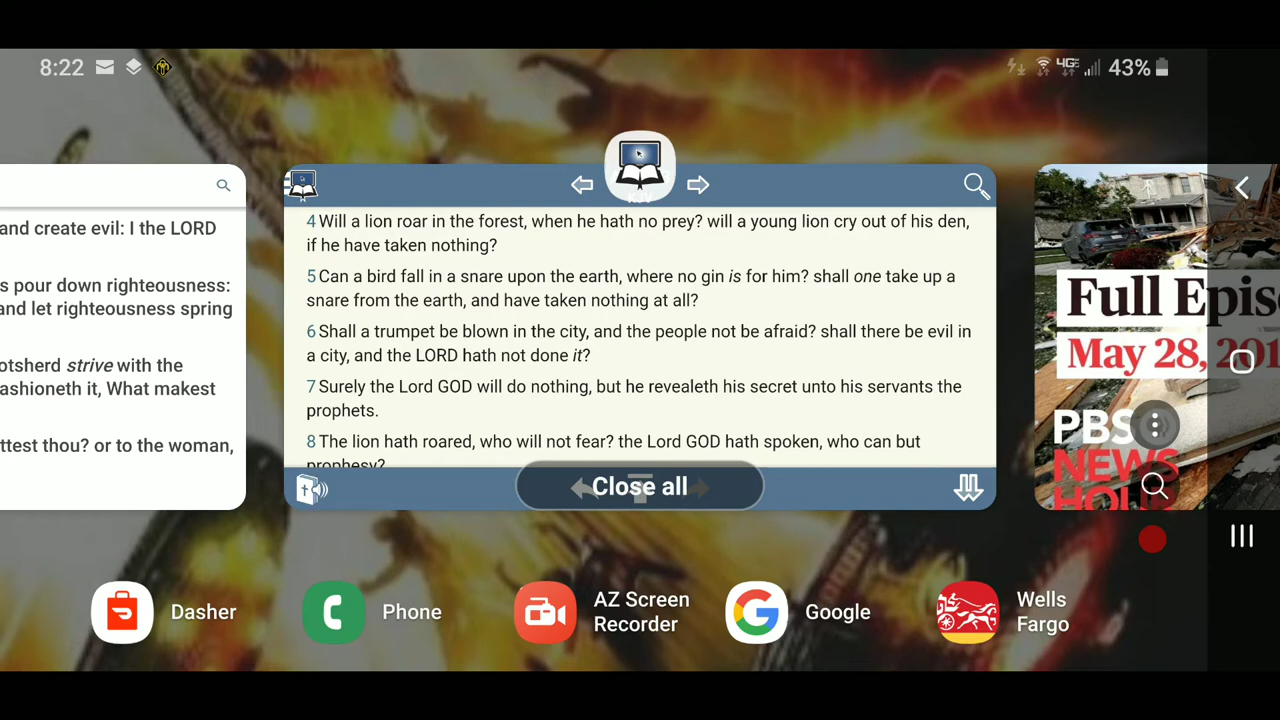 8:22
4GE 43%
and create evil: I the LORD
s pour down righteousness:
and let righteousness spring
otsherd strive with the
ashioneth it, What makest
ttest thou? or to the woman,
KJV
4 Will a lion roar in the forest, when he hath no prey? will a young lion cry out of his den,
if he have taken nothing?
5 Can a bird fall in a snare upon the earth, where no gin is for him? shall one take up a
snare from the earth, and have taken nothing at all?
6 Shall a trumpet be blown in the city, and the people not be afraid? shall there be evil in
a city, and the LORD hath not done it?
7 Surely the Lord GOD will do nothing, but he revealeth his secret unto his servants the
prophets.
8 The lion hath roared, who will not fear? the Lord GOD hath spoken, who can but
prophesy?
Close all
Full Epis
May 28, 201
PBS
NEWS
HOU
Dasher
Phone
AZ Screen
Recorder
Google
Wells
Fargo